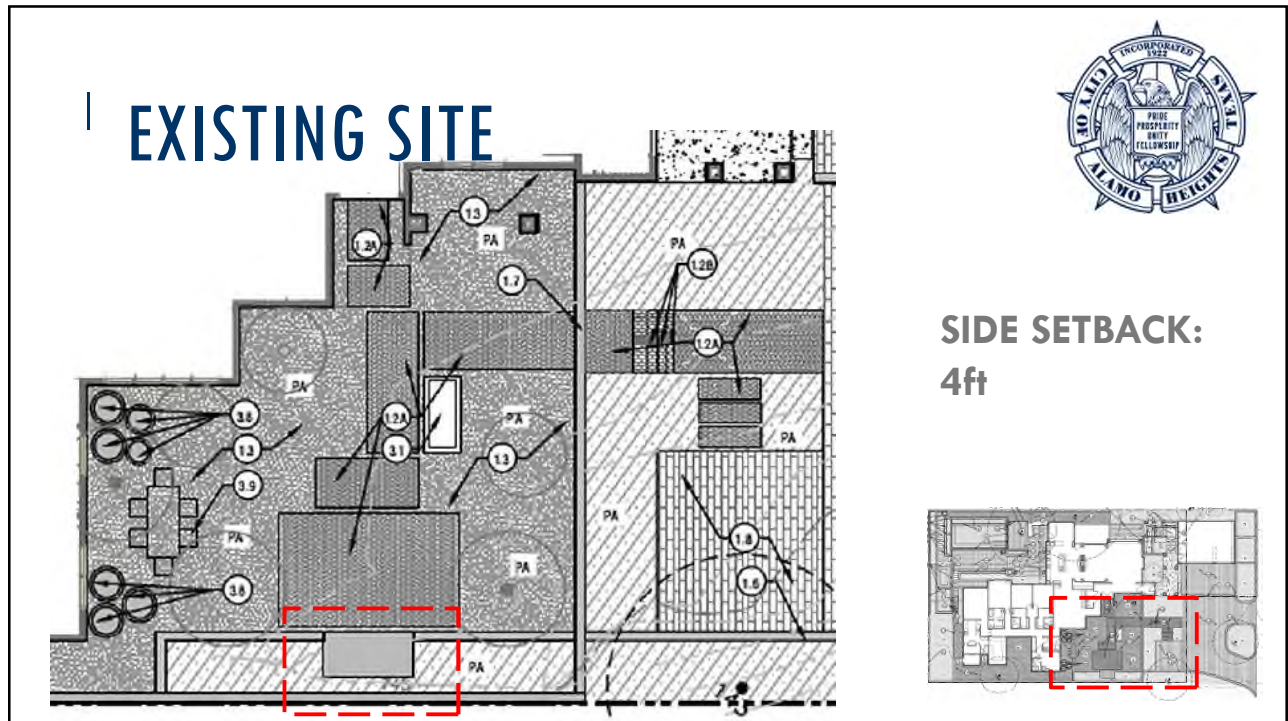 EXISTING SITE
INCORPORATED
1922
CITY OF
TEXAS
ALAMO
HEIGHTS
PRIDE
PROSPERITY
UNITY
FELLOWSHIP
1.3
1.2A
PA
PA
1.2B
1.7
1.2A
PA
3.8
1.3
3.9
1.2A
3.1
PA
1.3
PA
PA
PA
PA
1.8
1.6
3.8
PA
SIDE SETBACK:
4ft